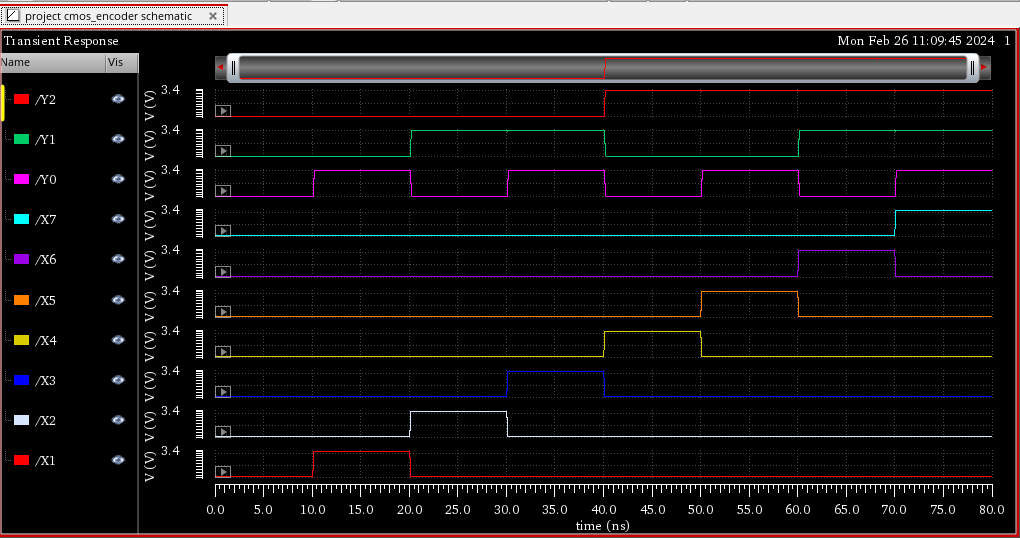 project cmos_encoder schematic
Transient Response Mon Feb 26 11:09:45 2024 1
Name Vis
/Y2 V (V) 3.4
/Y1 V (V) 3.4
/Y0 V (V) 3.4
/X7 V (V) 3.4
/X6 V (V) 3.4
/X5 V (V) 3.4
/X4 V (V) 3.4
/X3 V (V) 3.4
/X2 V (V) 3.4
/X1 V (V) 3.4
0.0 5.0 10.0 15.0 20.0 25.0 30.0 35.0 40.0 45.0 50.0 55.0 60.0 65.0 70.0 75.0 80.0
time (ns)